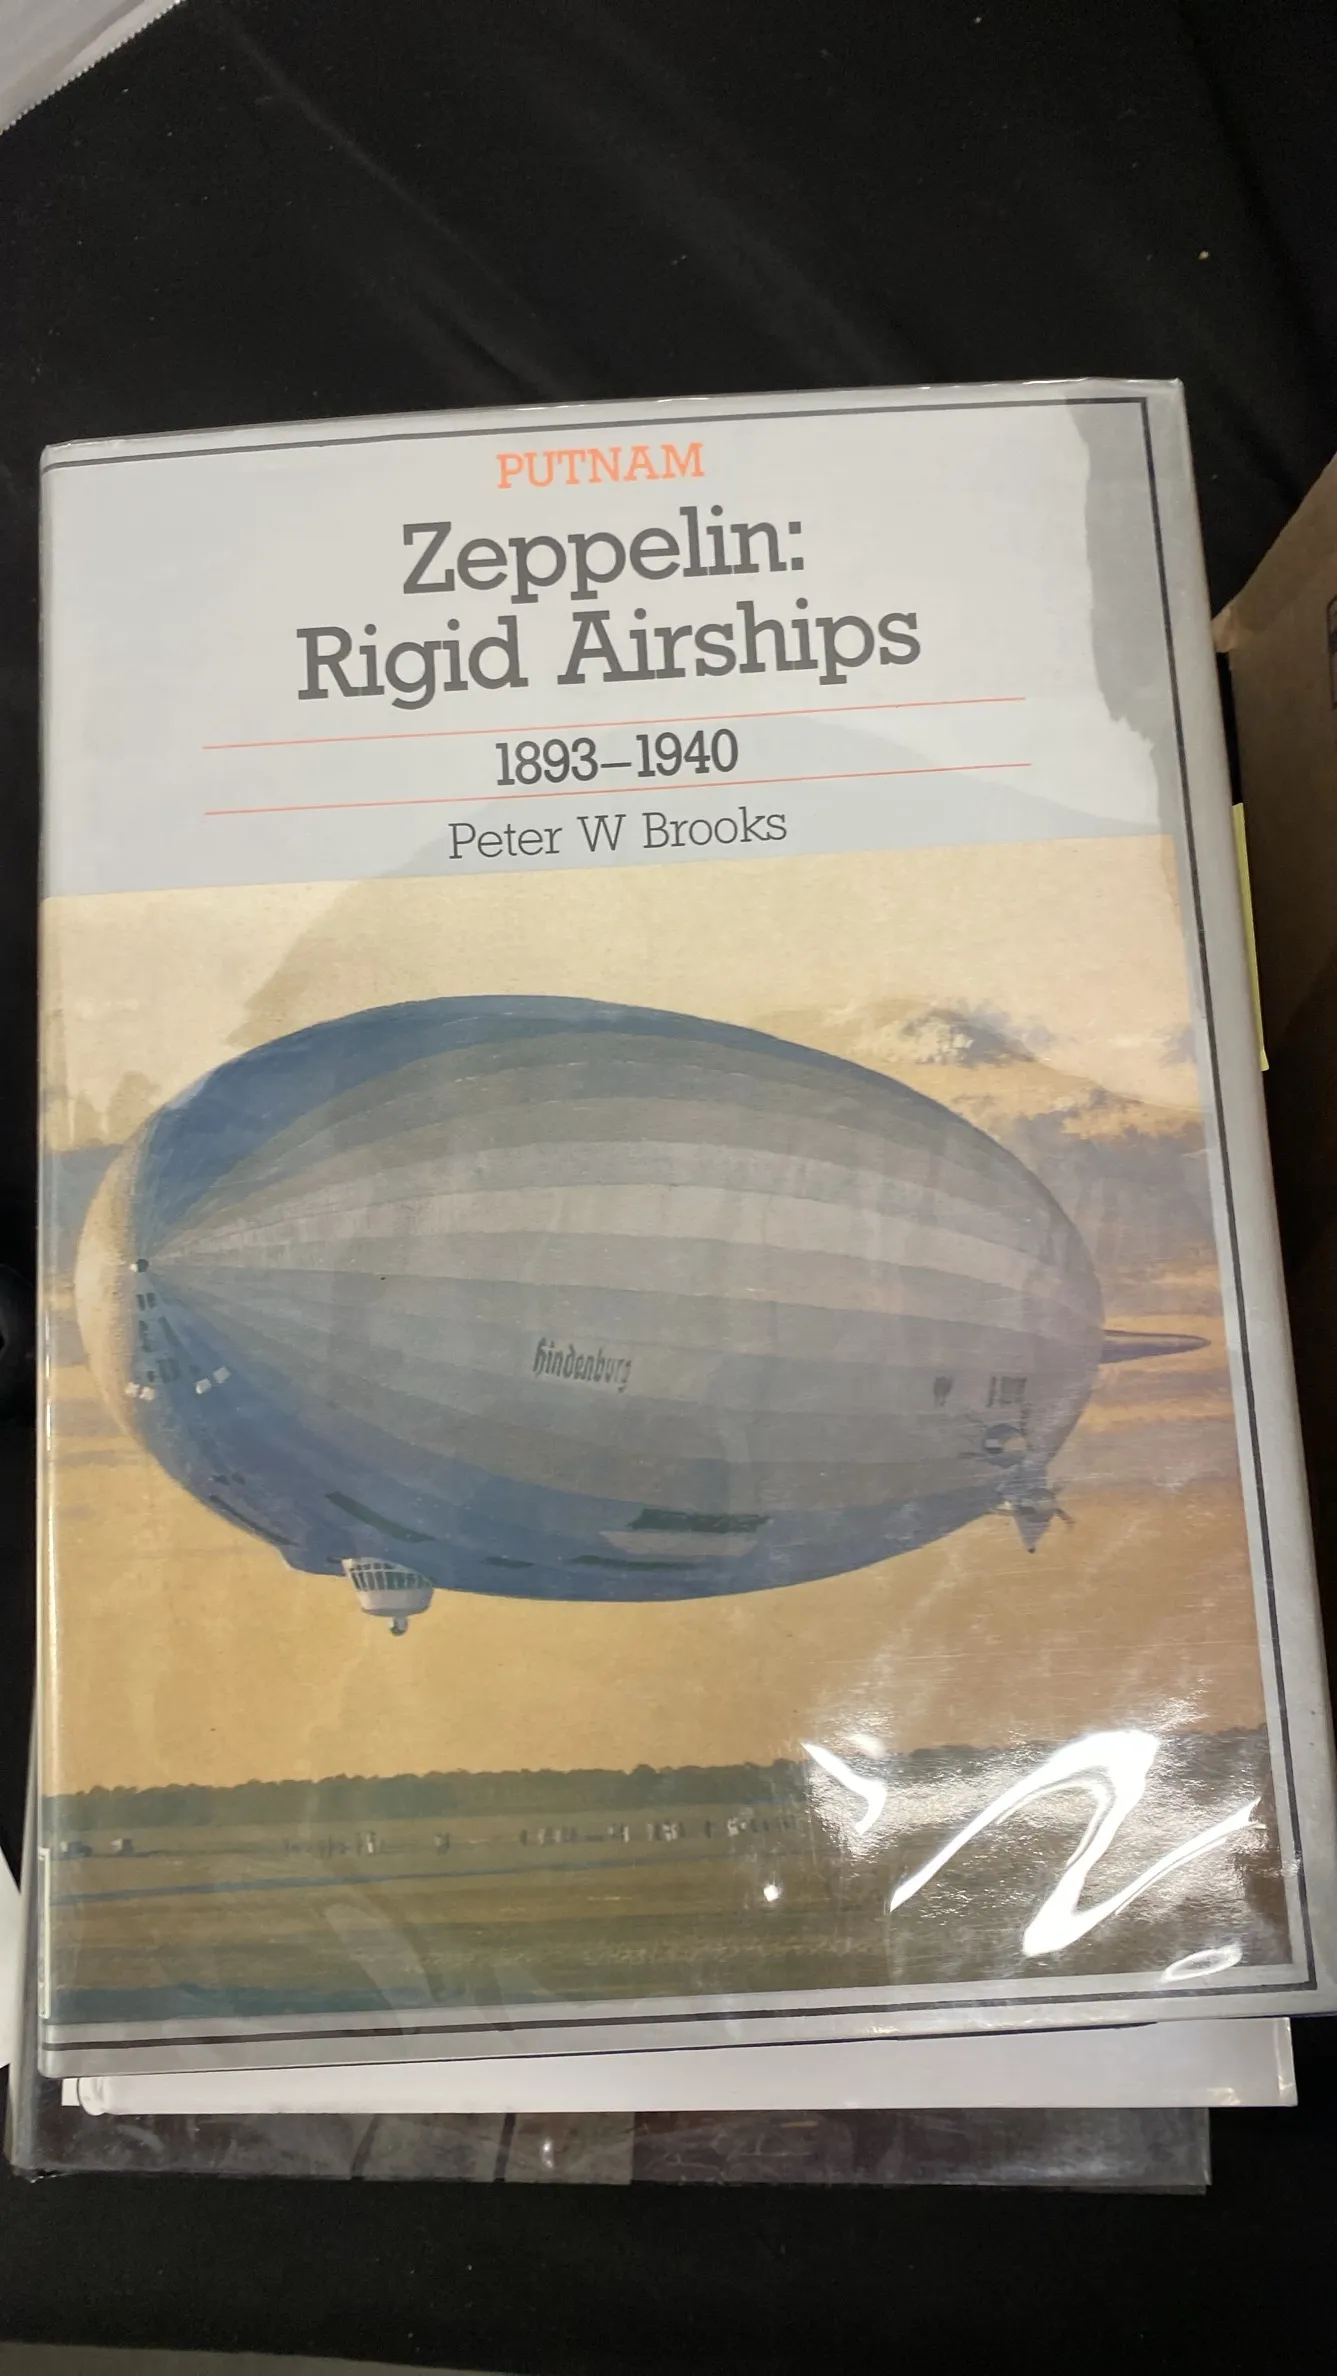 PUTNAM
Zeppelin:
Rigid Airships
1893–1940
Peter W Brooks
Hindenburg